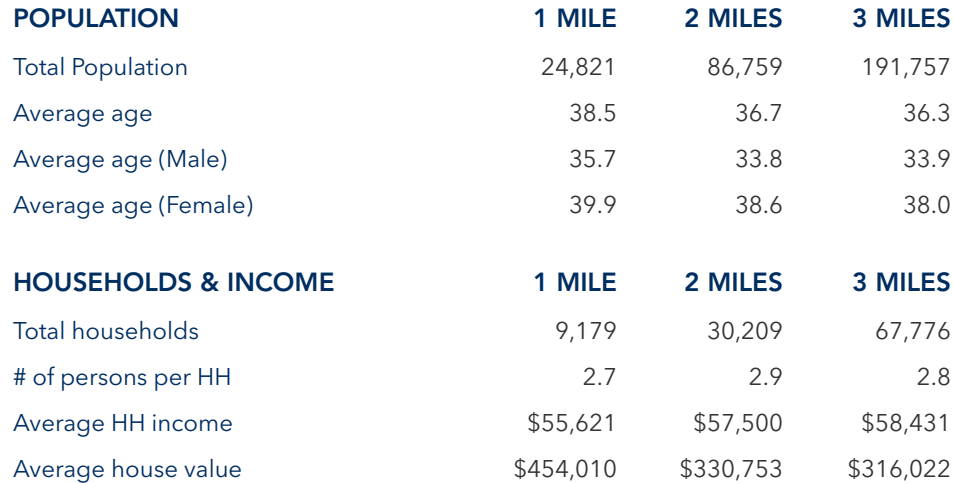 POPULATION 1 MILE 2 MILES 3 MILES
Total Population 24,821 86,759 191,757
Average age 38.5 36.7 36.3
Average age (Male) 35.7 33.8 33.9
Average age (Female) 39.9 38.6 38.0
HOUSEHOLDS & INCOME 1 MILE 2 MILES 3 MILES
Total households 9,179 30,209 67,776
# of persons per HH 2.7 2.9 2.8
Average HH income $55,621 $57,500 $58,431
Average house value $454,010 $330,753 $316,022